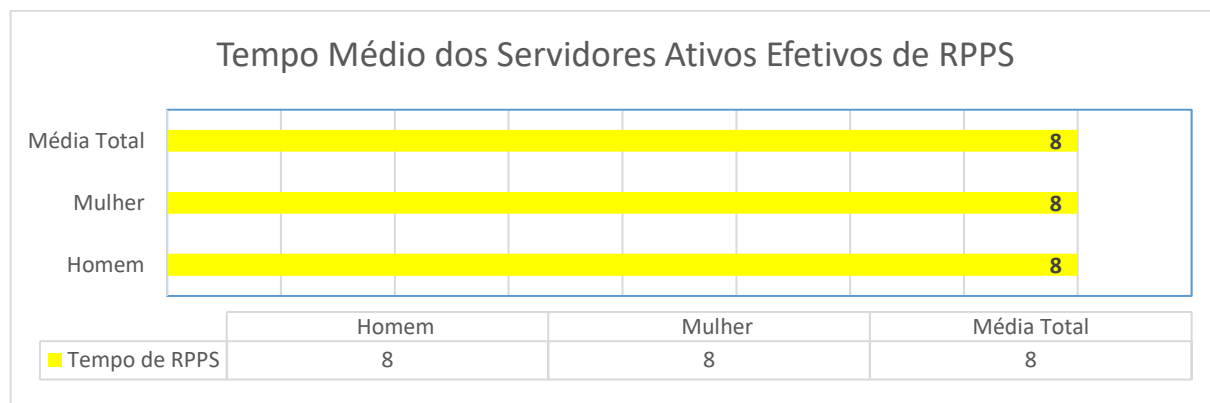 Tempo Médio dos Servidores Ativos Efetivos de RPPS
Média Total 8
Mulher 8
Homem 8
Homem Mulher Média Total
Tempo de RPPS 8 8 8